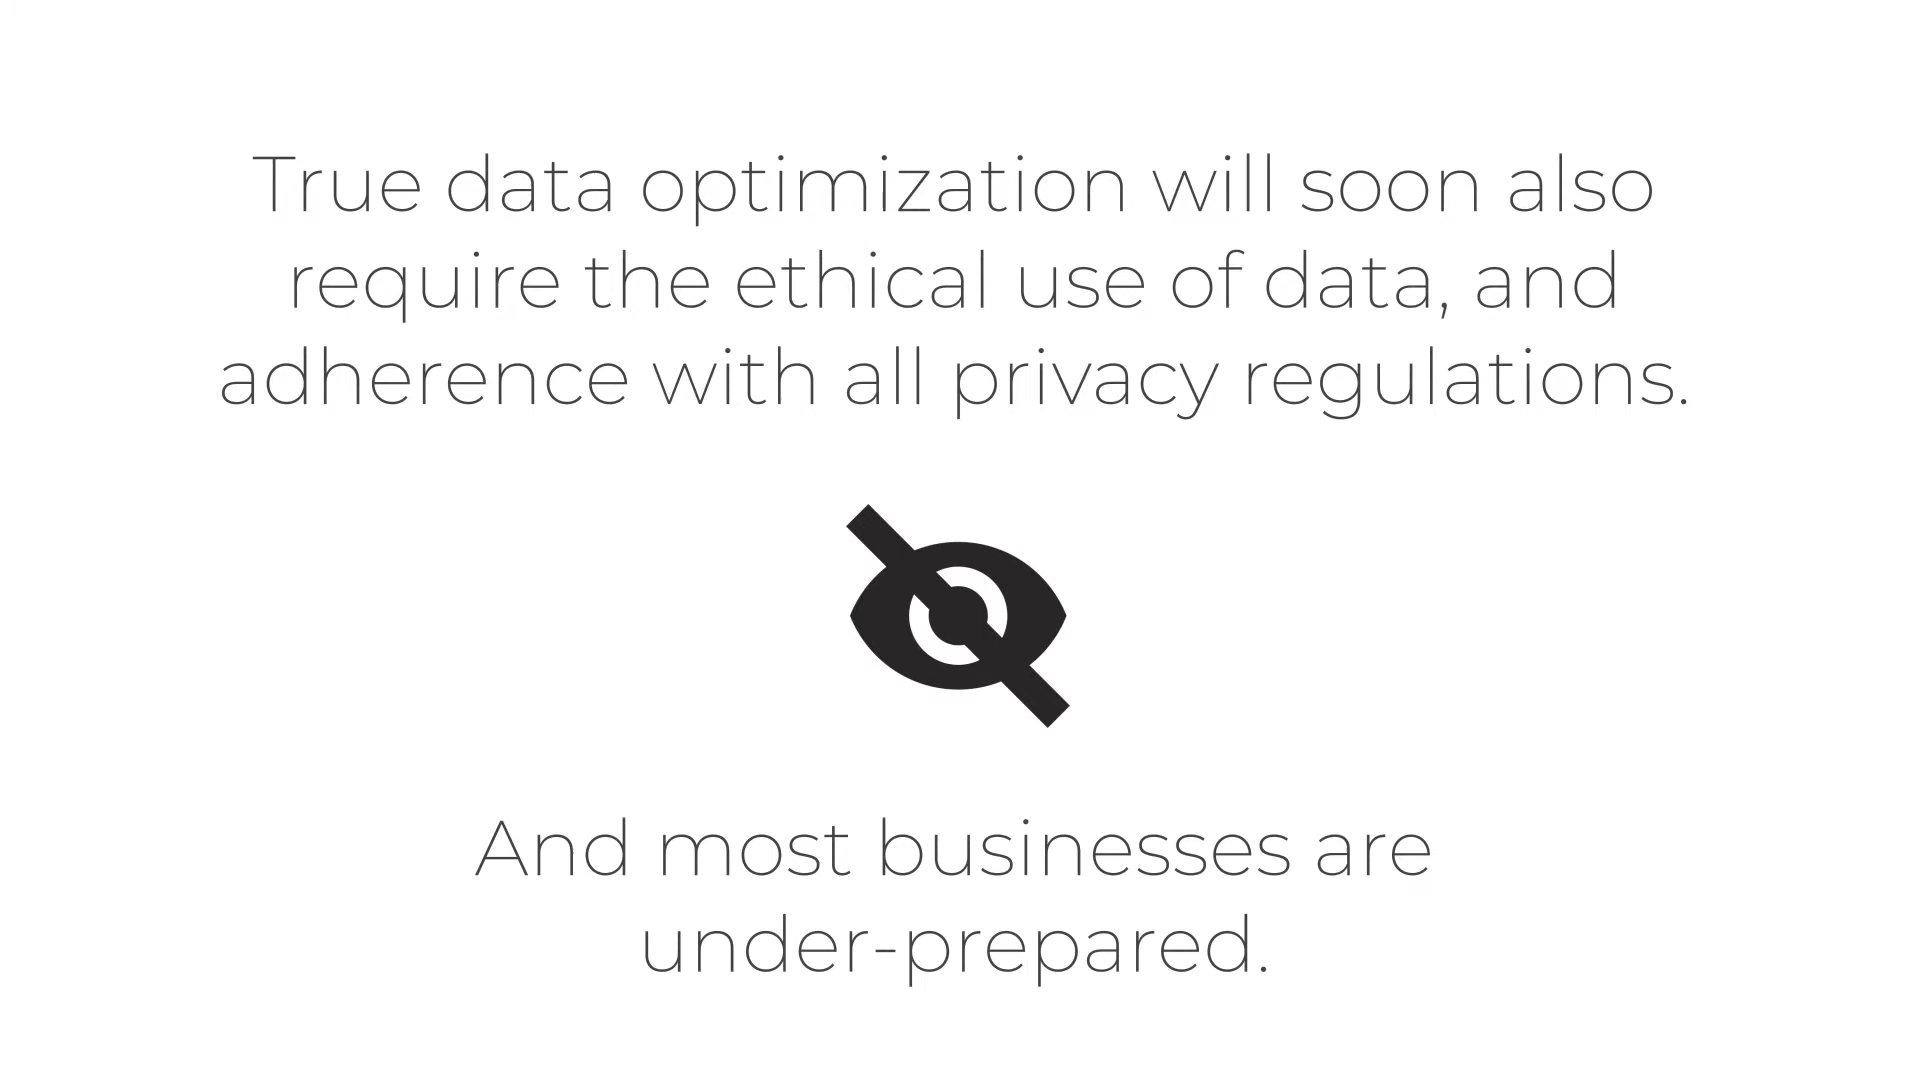 True data optimization will soon also
require the ethical use of data, and
adherence with all privacy regulations.
And most businesses are
under-prepared.